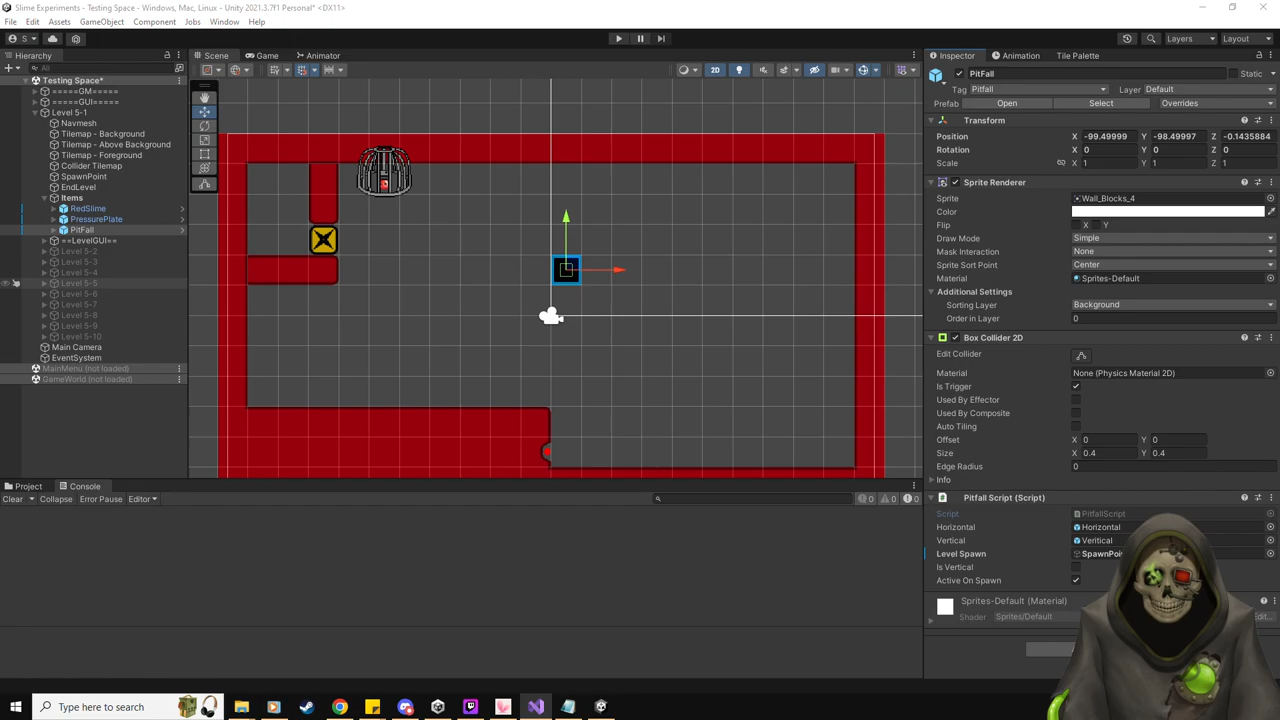 Slime Experiments - Testing Space - Windows, Mac, Linux - Unity 2021.3.7f1 Personal* <DX11>
File Edit Assets GameObject Component Jobs Window Help
S Layers Layout
Hierarchy Scene Game Animator Inspector Animation Tile Palette
All 2D
Testing Space*
=====GM=====
=====GUI=====
Level 5-1
Navmesh
Tilemap - Background
Tilemap - Above Background
Tilemap - Foreground
Collider Tilemap
SpawnPoint
EndLevel
Items
RedSlime
PressurePlate
PitFall
==LevelGUI==
Level 5-2
Level 5-3
Level 5-4
Level 5-5
Level 5-6
Level 5-7
Level 5-8
Level 5-9
Level 5-10
Main Camera
EventSystem
MainMenu (not loaded)
GameWorld (not loaded)
PitFall Static
Tag Pitfall Layer Default
Prefab Open Select Overrides
Transform
Position X -99.49999 Y -98.49997 Z -0.1435884
Rotation X 0 Y 0 Z 0
Scale X 1 Y 1 Z 1
Sprite Renderer
Sprite Wall_Blocks_4
Color
Flip X Y
Draw Mode Simple
Mask Interaction None
Sprite Sort Point Center
Material Sprites-Default
Additional Settings
Sorting Layer Background
Order in Layer 0
Box Collider 2D
Edit Collider
Material None (Physics Material 2D)
Is Trigger
Used By Effector
Used By Composite
Auto Tiling
Offset X 0 Y 0
Size X 0.4 Y 0.4
Edge Radius 0
Info
Pitfall Script (Script)
Script PitfallScript
Horizontal Horizontal
Vertical Veritical
Level Spawn
Is Vertical
Active On Spawn
Sprites-Default (Material)
Shader Sprites/Default Edit...
Project Console
Clear Collapse Error Pause Editor 0 0 0
Type here to search